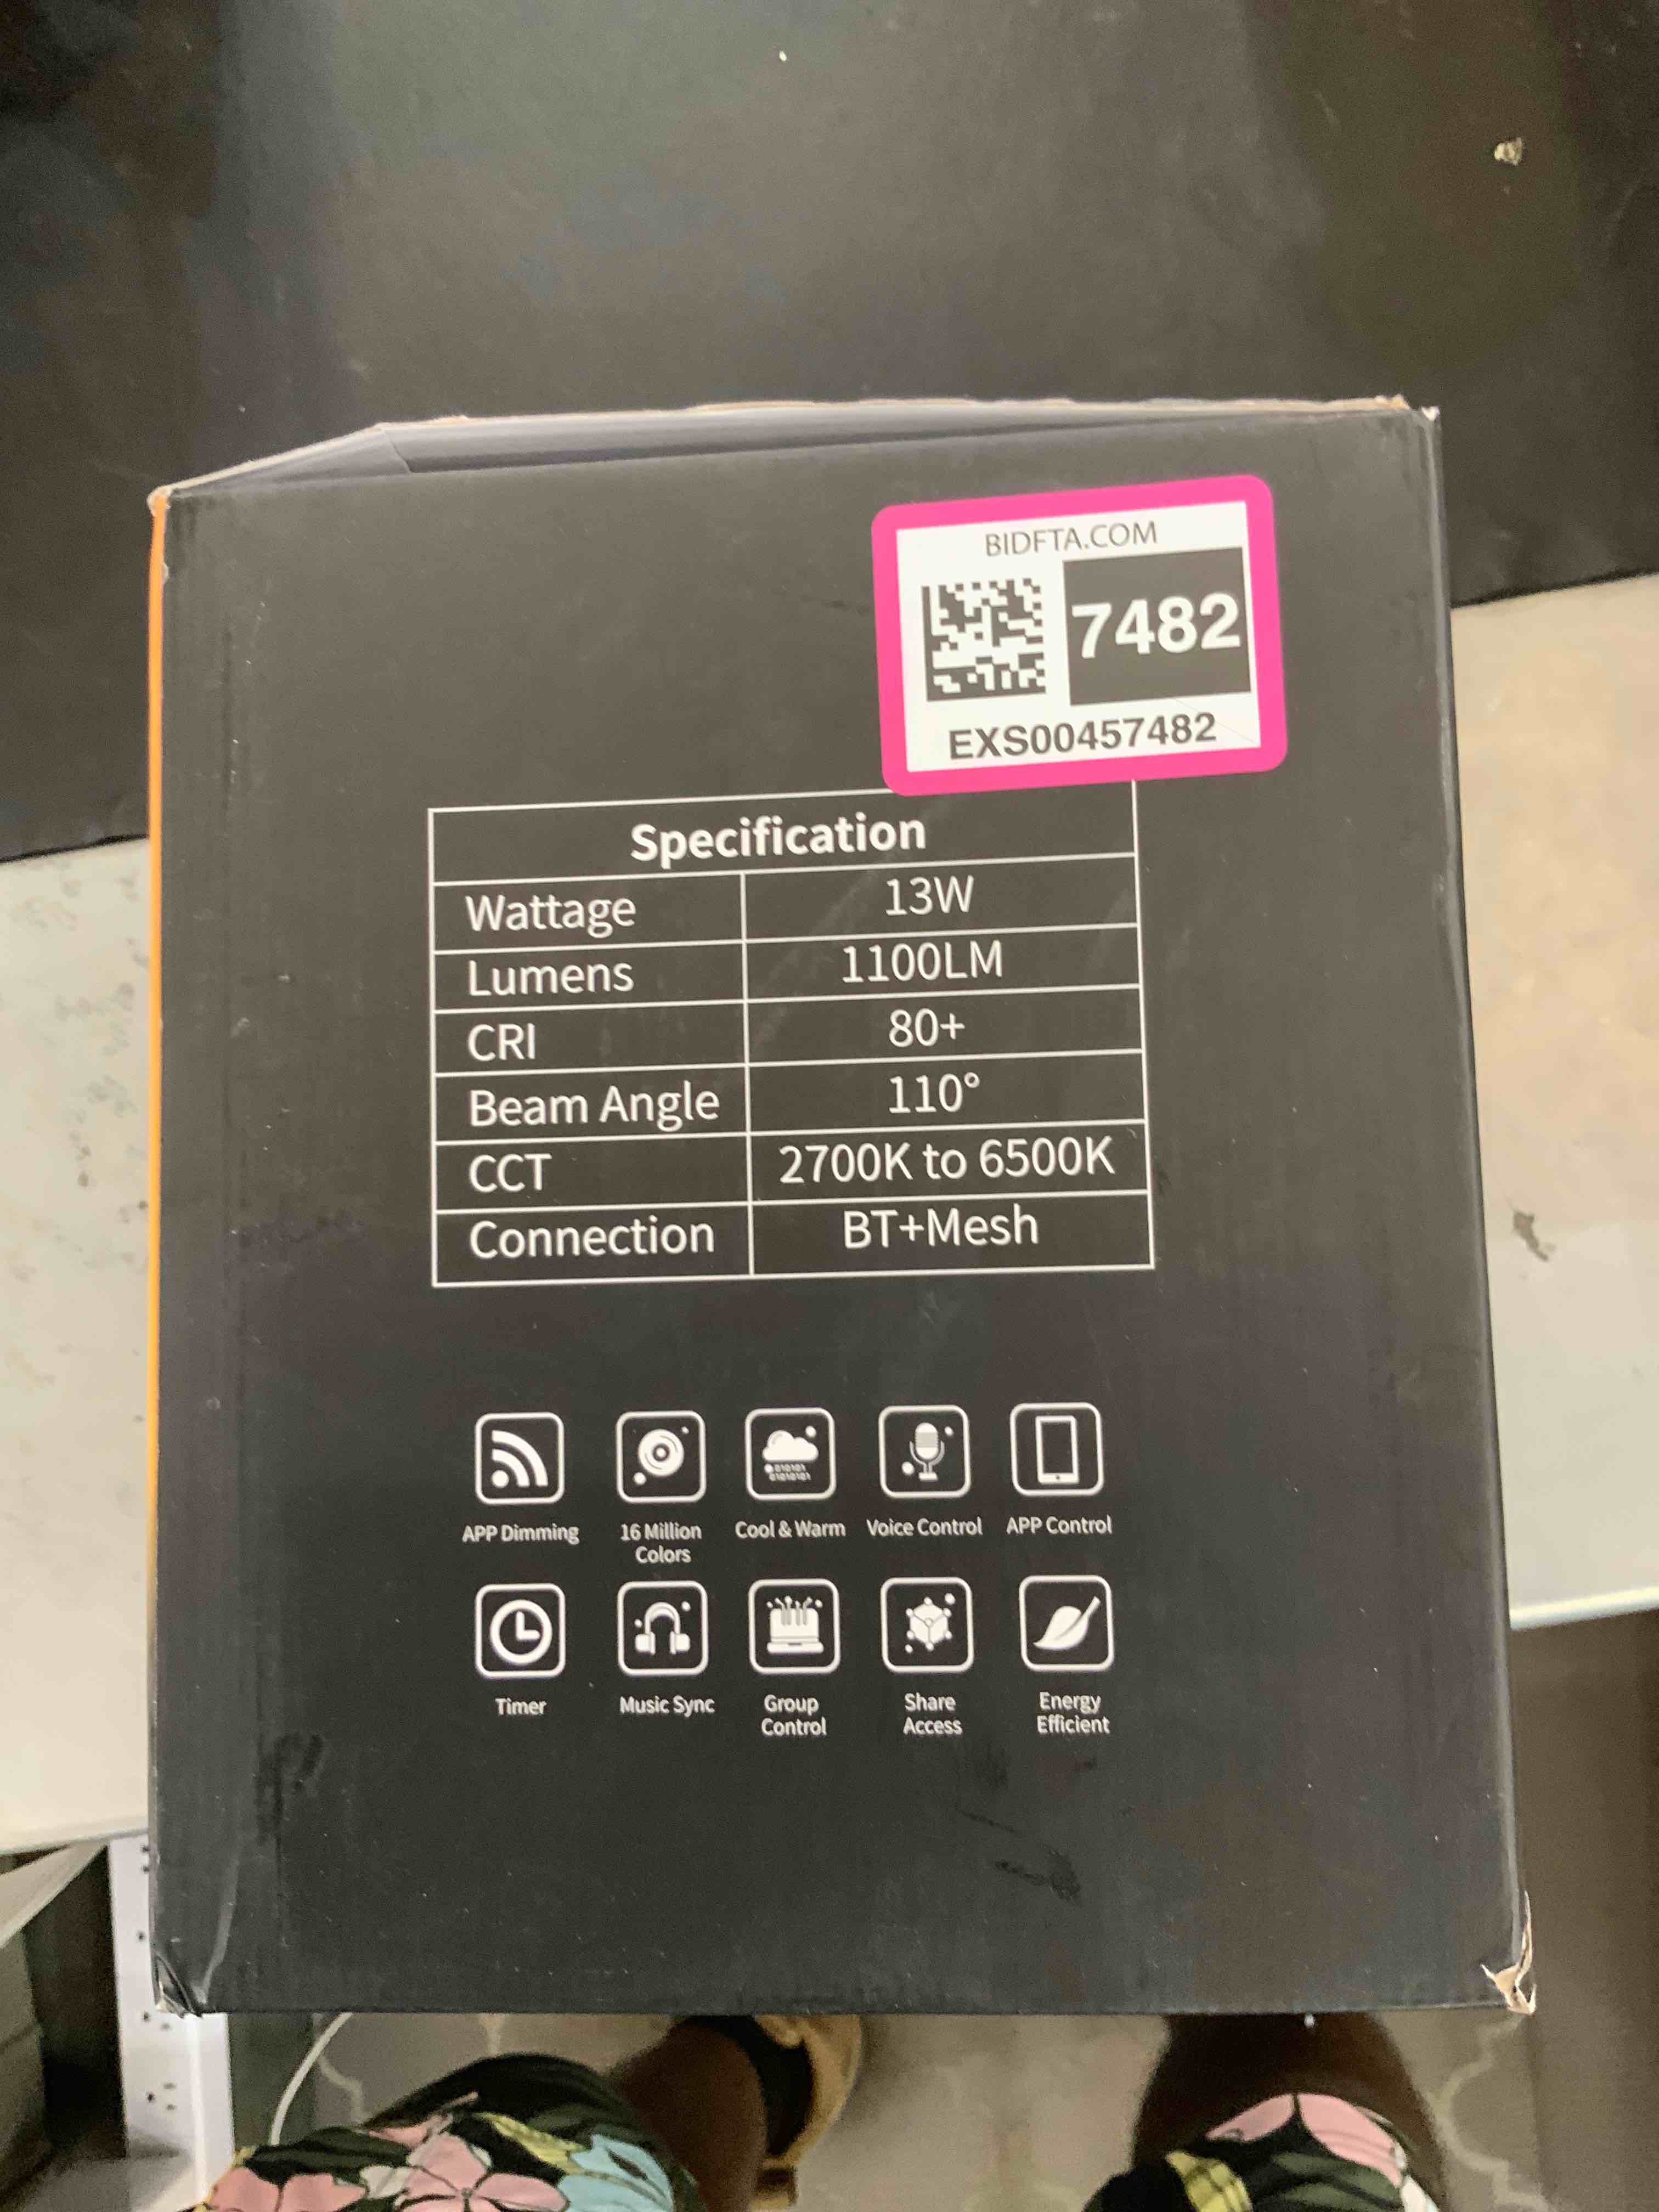 BIDFTA.COM
7482
EXS00457482
Specification
Wattage 13W
Lumens 1100LM
CRI 80+
Beam Angle 110°
CCT 2700K to 6500K
Connection BT+Mesh
APP Dimming
16 Million
Colors
Cool & Warm
Voice Control
APP Control
Timer
Music Sync
Group
Control
Share
Access
Energy
Efficient